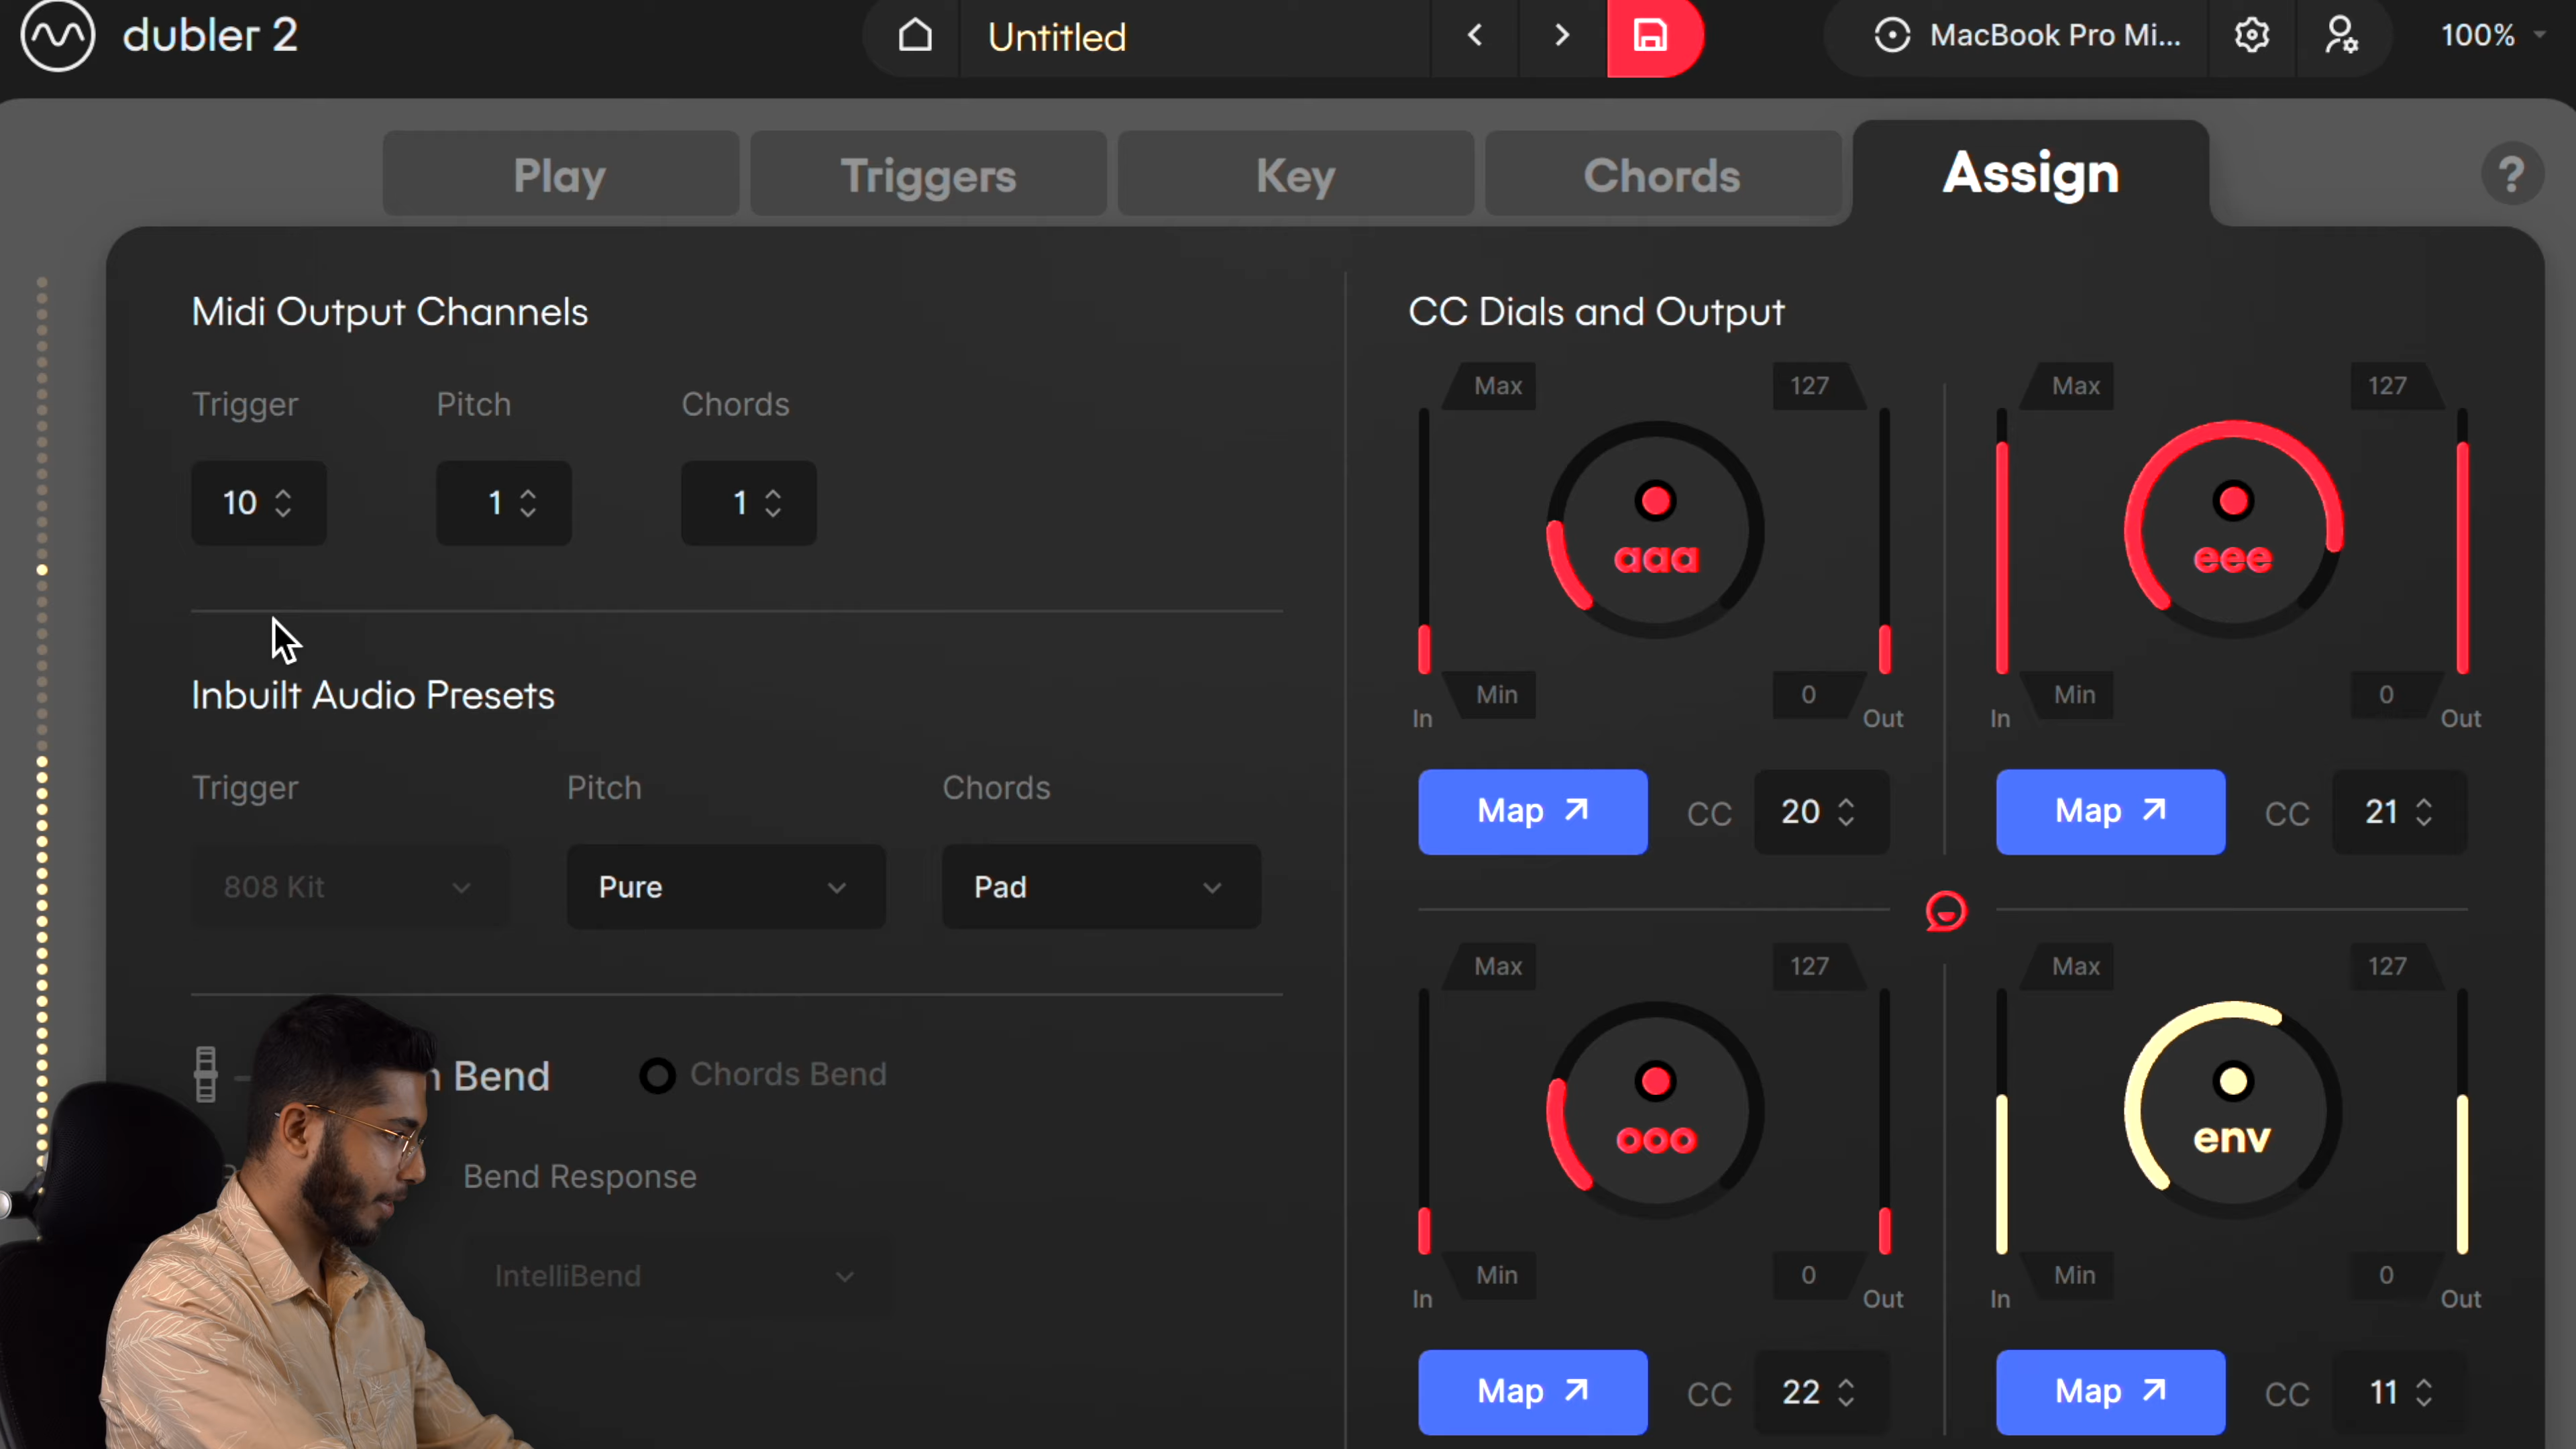 dubler 2
Untitled
MacBook Pro Mi...
100%
Play
Triggers
Key
Chords
Assign
?
Midi Output Channels
Trigger
Pitch
Chords
10
1
1
Inbuilt Audio Presets
Trigger
Pitch
Chords
808 Kit
Pure
Pad
Bend
Chords Bend
Bend Response
IntelliBend
CC Dials and Output
Max
127
aaa
Min
0
In
Out
Map
CC
20
Max
127
eee
Min
0
In
Out
Map
CC
21
Max
127
ooo
Min
0
In
Out
Map
CC
22
Max
127
env
Min
0
In
Out
Map
CC
11